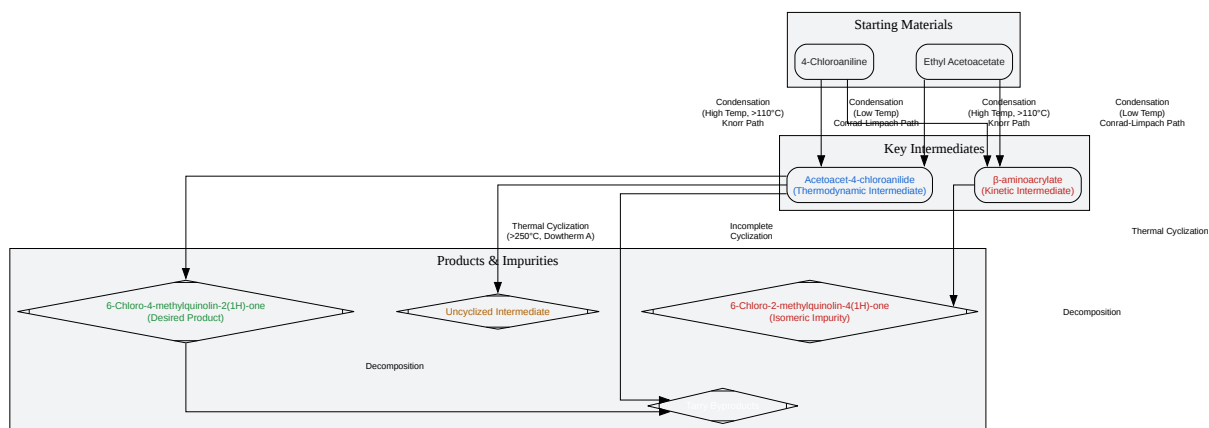 Starting Materials
4-Chloroaniline
Ethyl Acetoacetate
Condensation
(High Temp, >110°C)
Knorr Path
Condensation
(Low Temp)
Conrad-Limpach Path
Condensation
(High Temp, >110°C)
Knorr Path
Condensation
(Low Temp)
Conrad-Limpach Path
Key Intermediates
Acetoacet-4-chloroanilide
(Thermodynamic Intermediate)
β-aminoacrylate
(Kinetic Intermediate)
Thermal Cyclization
(>250°C, Dowtherm A)
Incomplete
Cyclization
Thermal Cyclization
Products & Impurities
6-Chloro-4-methylquinolin-2(1H)-one
(Desired Product)
Uncyclized Intermediate
6-Chloro-2-methylquinolin-4(1H)-one
(Isomeric Impurity)
Decomposition
Decomposition